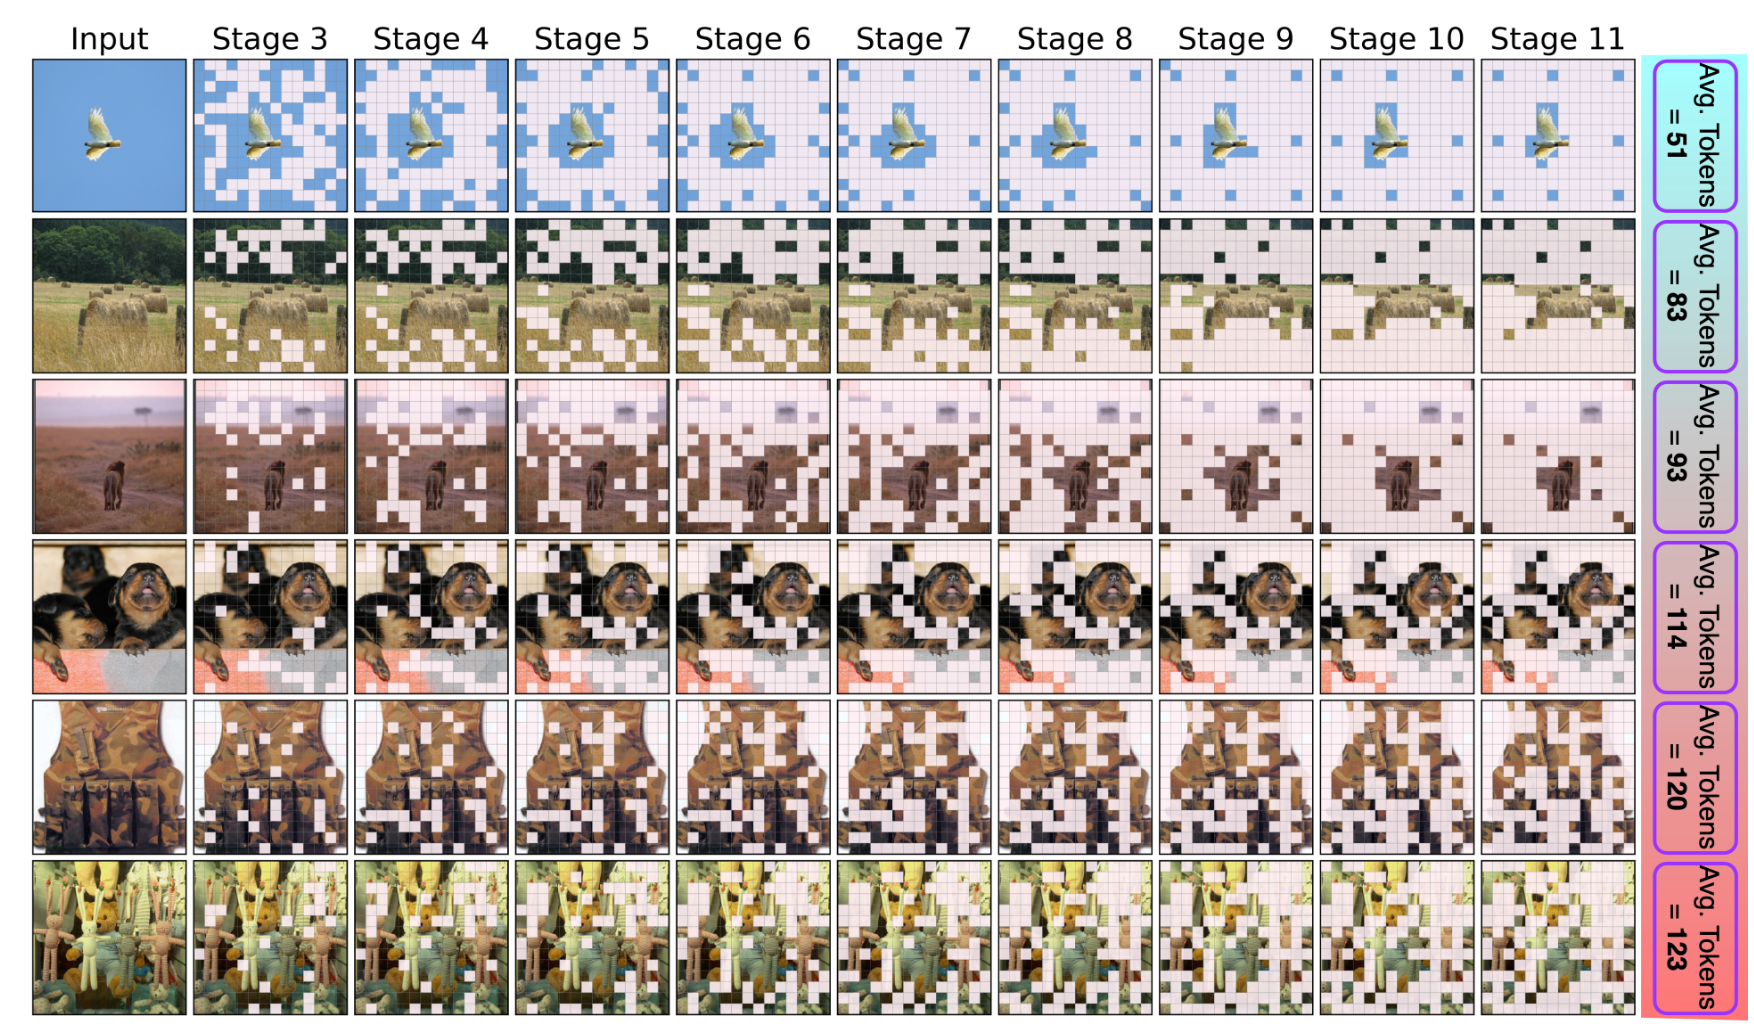 Input Stage 3 Stage 4 Stage 5 Stage 6 Stage 7 Stage 8 Stage 9 Stage 10 Stage 11
Avg. Tokens
= 51
Avg. Tokens
= 83
Avg. Tokens
= 93
Avg. Tokens
= 114
Avg. Tokens
= 120
Avg. Tokens
= 123